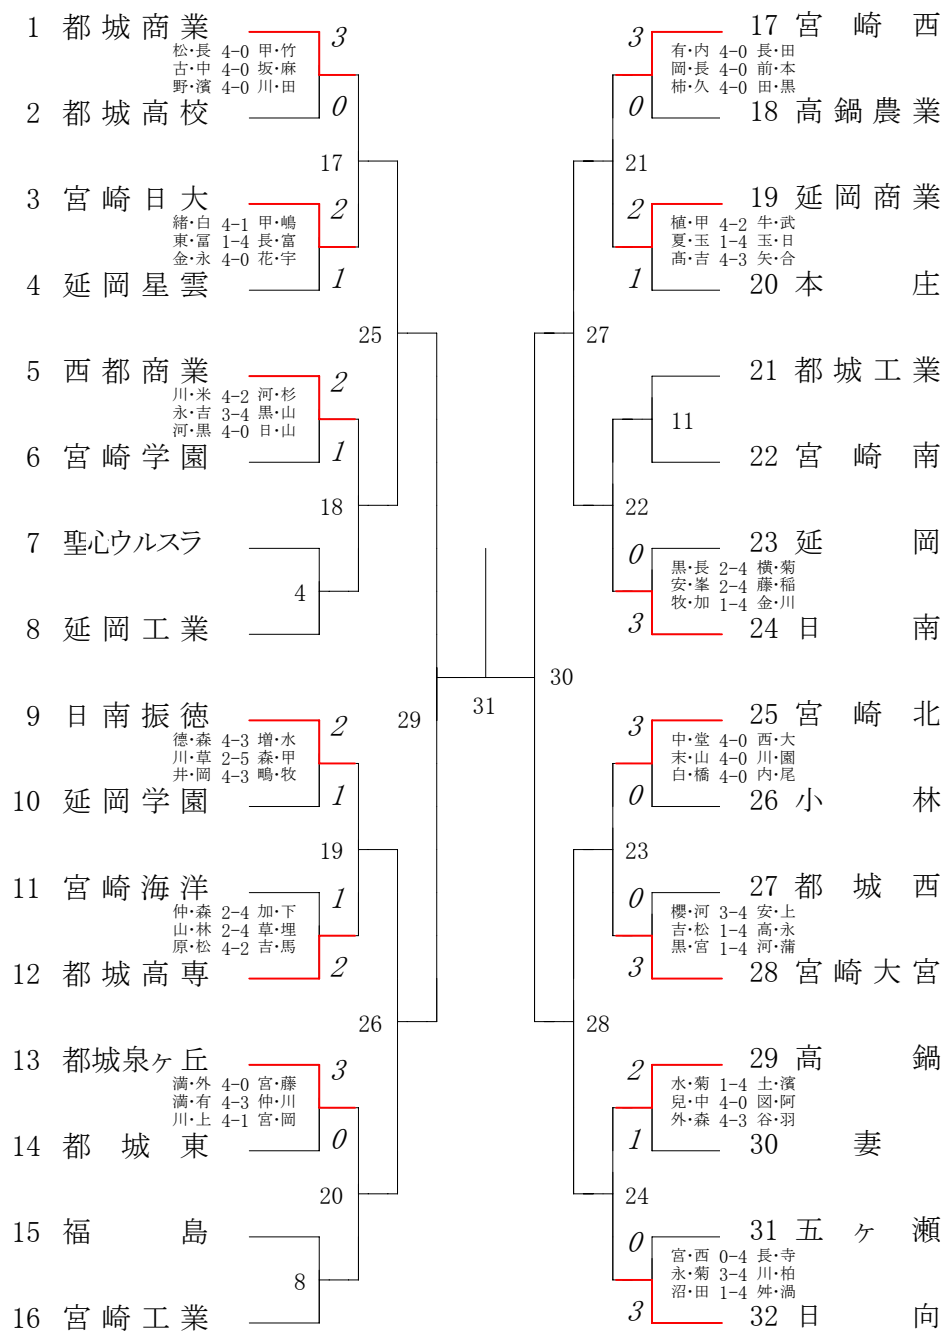 1 都城商業
3
松・長 4-0 甲・竹
古・中 4-0 坂・麻
野・濱 4-0 川・田
0
2 都城高校
17
3 宮崎日大
2
緒・白 4-1 甲・嶋
東・冨 1-4 長・富
金・永 4-0 花・宇
1
4 延岡星雲
25
5 西都商業
2
川・米 4-2 河・杉
永・吉 3-4 黒・山
河・黒 4-0 日・山
1
6 宮崎学園
18
7 聖心ウルスラ
4
8 延岡工業
29
9 日南振徳
2
德・森 4-3 増・水
川・草 2-5 森・甲
井・岡 4-3 鴫・牧
1
10 延岡学園
19
11 宮崎海洋
1
仲・森 2-4 加・下
山・林 2-4 草・埋
原・松 4-2 吉・馬
2
12 都城高専
26
13 都城泉ヶ丘
3
満・外 4-0 宮・藤
満・有 4-3 仲・川
川・上 4-1 宮・岡
0
14 都城東
20
15 福島
8
16 宮崎工業
31
17 宮崎西
3
有・内 4-0 長・田
岡・長 4-0 前・本
柿・久 4-0 田・黒
0
18 高鍋農業
21
19 延岡商業
2
植・甲 4-2 牛・武
夏・玉 1-4 玉・日
髙・吉 4-3 矢・合
1
20 本庄
27
21 都城工業
11
22 宮崎南
22
23 延岡
0
黒・長 2-4 横・菊
安・峯 2-4 藤・稲
牧・加 1-4 金・川
3
24 日南
30
25 宮崎北
3
中・堂 4-0 西・大
末・山 4-0 川・園
白・橋 4-0 内・尾
0
26 小林
23
27 都城西
0
櫻・河 3-4 安・上
吉・松 1-4 高・永
黒・宮 1-4 河・蒲
3
28 宮崎大宮
28
29 高鍋
2
水・菊 1-4 土・濱
兒・中 4-0 図・阿
外・森 4-3 谷・羽
1
30 妻
24
31 五ヶ瀬
0
宮・西 0-4 長・寺
永・菊 3-4 川・柏
沼・田 1-4 舛・渦
3
32 日向